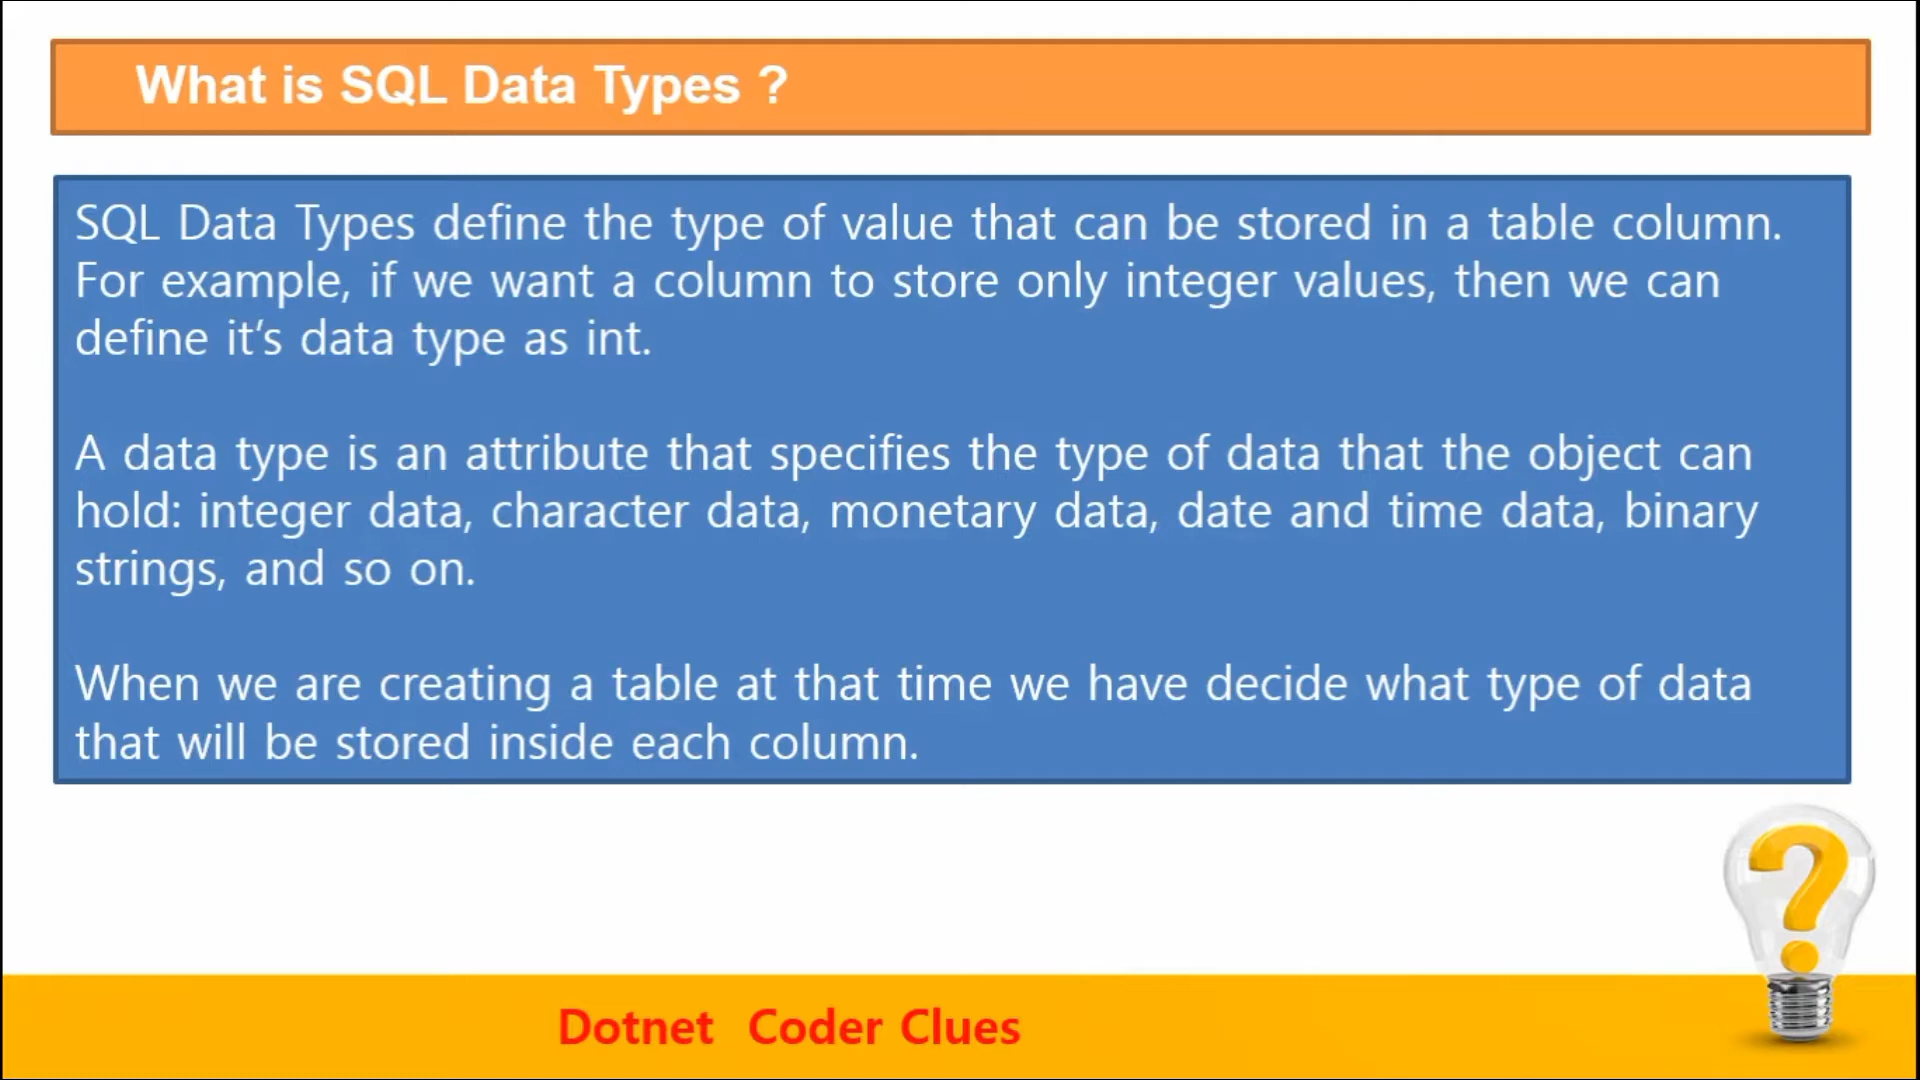 What is SQL Data Types ?
SQL Data Types define the type of value that can be stored in a table column.
For example, if we want a column to store only integer values, then we can
define it‘s data type as int.
A data type is an attribute that specifies the type of data that the object can
hold: integer data, character data, monetary data, date and time data, binary
strings, and so on.
When we are creating a table at that time we have decide what type of data
that will be stored inside each column.
Dotnet Coder Clues